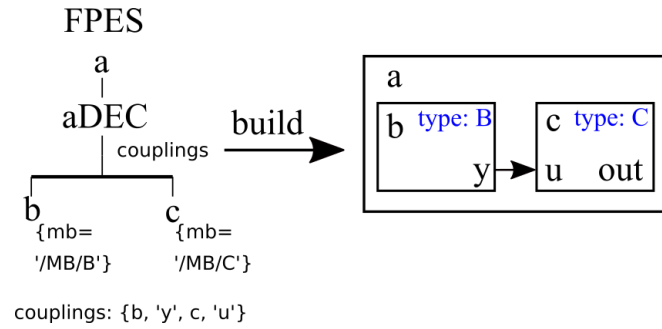 FPES
a
aDEC
couplings
b
c
{mb=
'/MB/B'}
{mb=
'/MB/C'}
couplings: {b, 'y', c, 'u'}
build
a
b type: B
y
c type: C
u out